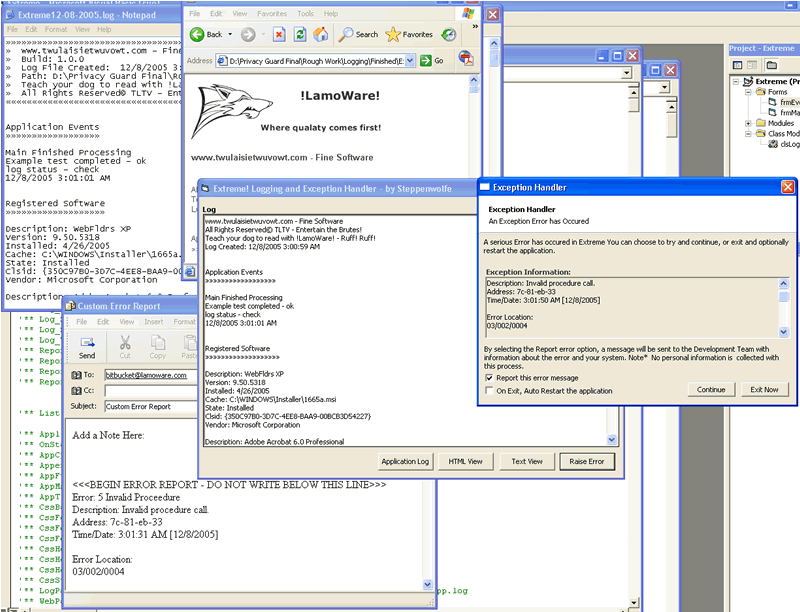 Extreme12-08-2005.log - Notepad
File Edit Format View Help
»»»»»»»»»»»»»»»»»»»»»»»»»»»»
» www.twulaisietwuvowt.com - Fine
» Build: 1.0.0
» Log File Created: 12/8/2005 3:0
» Path: D:\Privacy Guard Final\Ro
» Teach your dog to read with !La
» All Rights Reserved© TLTV - Ente
Application Events
»»»»»»»»»»»»»»»»»»»
Main Finished Processing
Example test completed - ok
log status - check
12/8/2005 3:01:01 AM
Registered Software
»»»»»»»»»»»»»»»»»»»
Description: WebFldrs XP
Version: 9.50.5318
Installed: 4/26/2005
Cache: C:\WINDOWS\Installer\1665a.
State: Installed
Clsid: {350C97B0-3D7C-4EE8-BAA9-00
Vendor: Microsoft Corporation
File Edit View Favorites Tools Help
Back Search Favorites
Address D:\Privacy Guard Final\Rough Work\Logging\Finished\E Go
!LamoWare!
Where qualaty comes first!
www.twulaisietwuvowt.com - Fine Software
Project - Extreme
Extreme (Pr
Forms
frmEv
frmMa
Modules
Class Mod
clsLog
Extreme! Logging and Exception Handler - by Steppenwolfe
Log
www.twulaisietwuvowt.com - Fine Software
All Rights Reserved© TLTV - Entertain the Brutes!
Teach your dog to read with !LamoWare! - Ruff! Ruff!
Log Created: 12/8/2005 3:00:59 AM
Application Events
»»»»»»»»»»»»»»»»»»»
Main Finished Processing
Example test completed - ok
log status - check
12/8/2005 3:01:01 AM
Registered Software
»»»»»»»»»»»»»»»»»»»
Description: WebFldrs XP
Version: 9.50.5318
Installed: 4/26/2005
Cache: C:\WINDOWS\Installer\1665a.msi
State: Installed
Clsid: {350C97B0-3D7C-4EE8-BAA9-00BCB3D54227}
Vendor: Microsoft Corporation
Description: Adobe Acrobat 6.0 Professional
Application Log HTML View Text View Raise Error
Exception Handler
Exception Handler
An Exception Error has Occured
A serious Error has occured in Extreme You can choose to try and continue, or exit and optionally
restart the application.
Exception Information:
Description: Invalid procedure call.
Address: 7c-81-eb-33
Time/Date: 3:01:50 AM [12/8/2005]
Error Location:
03/002/0004
By selecting the Report error option, a message will be sent to the Development Team with
information about the error and your system. Note* No personal information is collected with
this process.
Report this error message
On Exit, Auto Restart the application
Continue Exit Now
Custom Error Report
File Edit View Insert Format
Send Cut Copy Paste
To: bitbucket@lamoware.com
Cc:
Subject: Custom Error Report
Add a Note Here:
<<<BEGIN ERROR REPORT - DO NOT WRITE BELOW THIS LINE>>>
Error: 5 Invalid Proceedure
Description: Invalid procedure call.
Address: 7c-81-eb-33
Time/Date: 3:01:31 AM [12/8/2005]
Error Location:
03/002/0004
'** Log_
'** Log_
'** Log_
'** Repor
'** Repor
'** Repor
'** List
'** Appl
'** OnSt
'** AppC
'** Appe
'** AppF
'** AppM
'** AppT
'** CssB
'** CssF
'** CssF
'** CssF
'** CssH
'** CssH
'** CssS
'** LogP pp.log
'** WebP